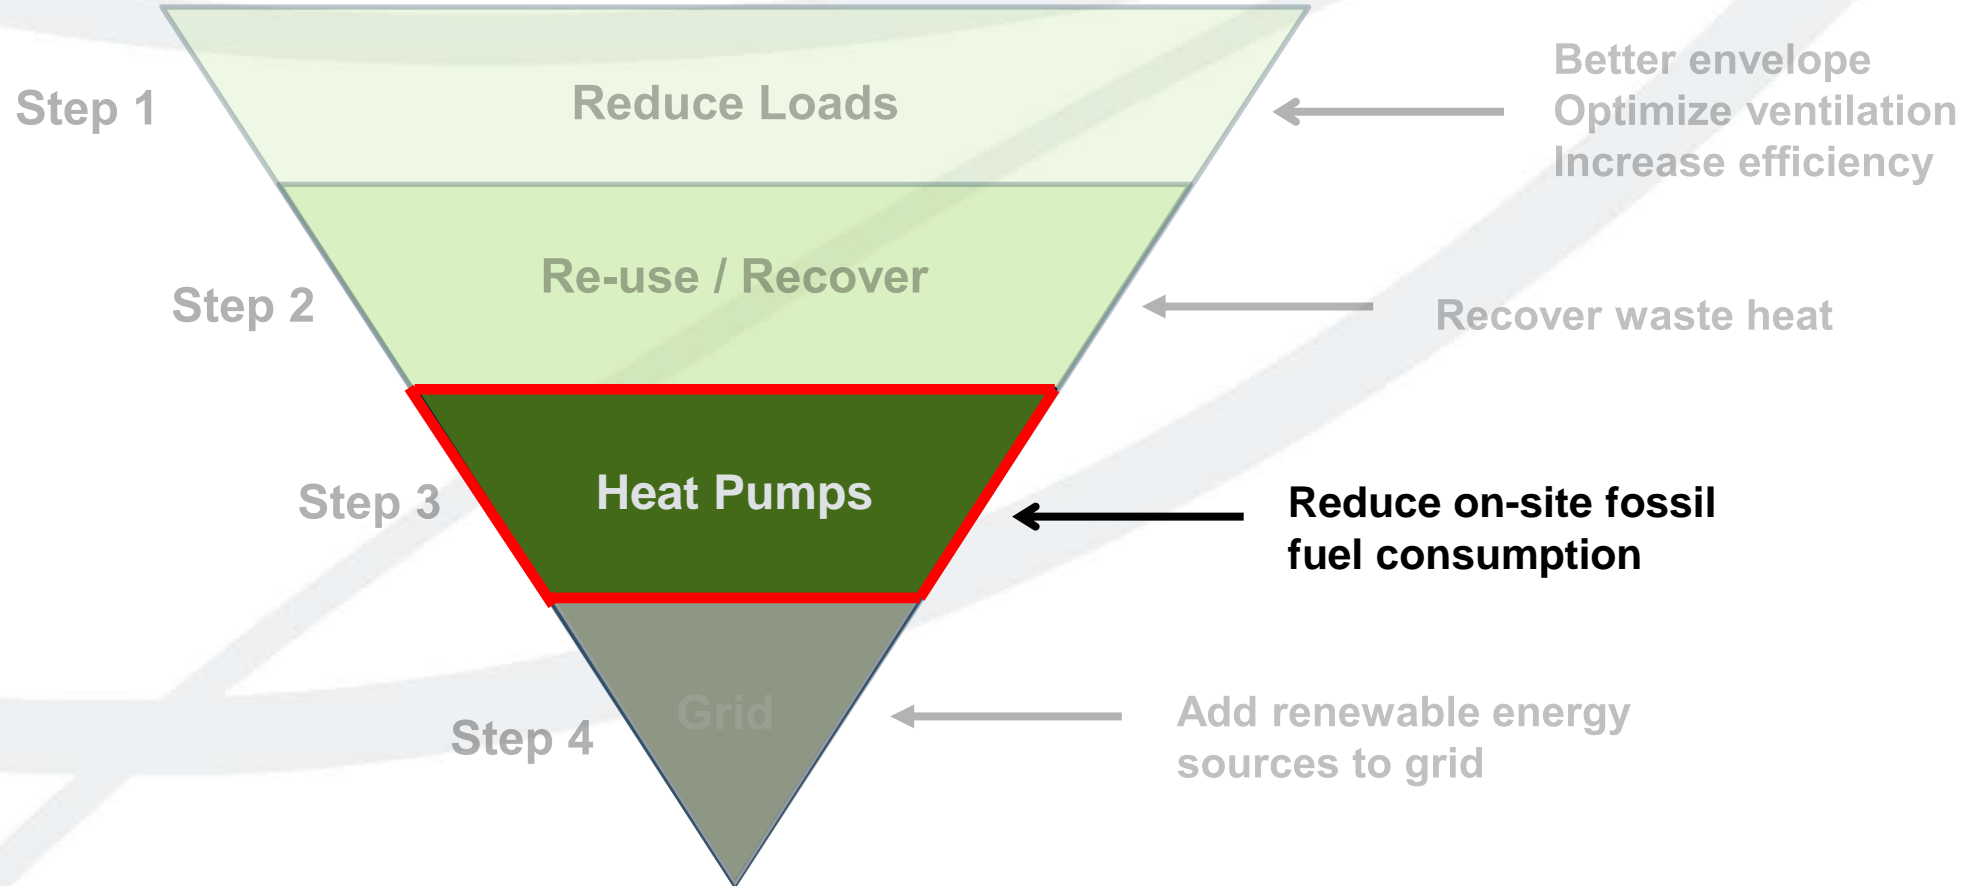 Step 1
Reduce Loads
Better envelope
Optimize ventilation
Increase efficiency
Step 2
Re-use / Recover
Recover waste heat
Step 3
Heat Pumps
Reduce on-site fossil
fuel consumption
Step 4
Grid
Add renewable energy
sources to grid